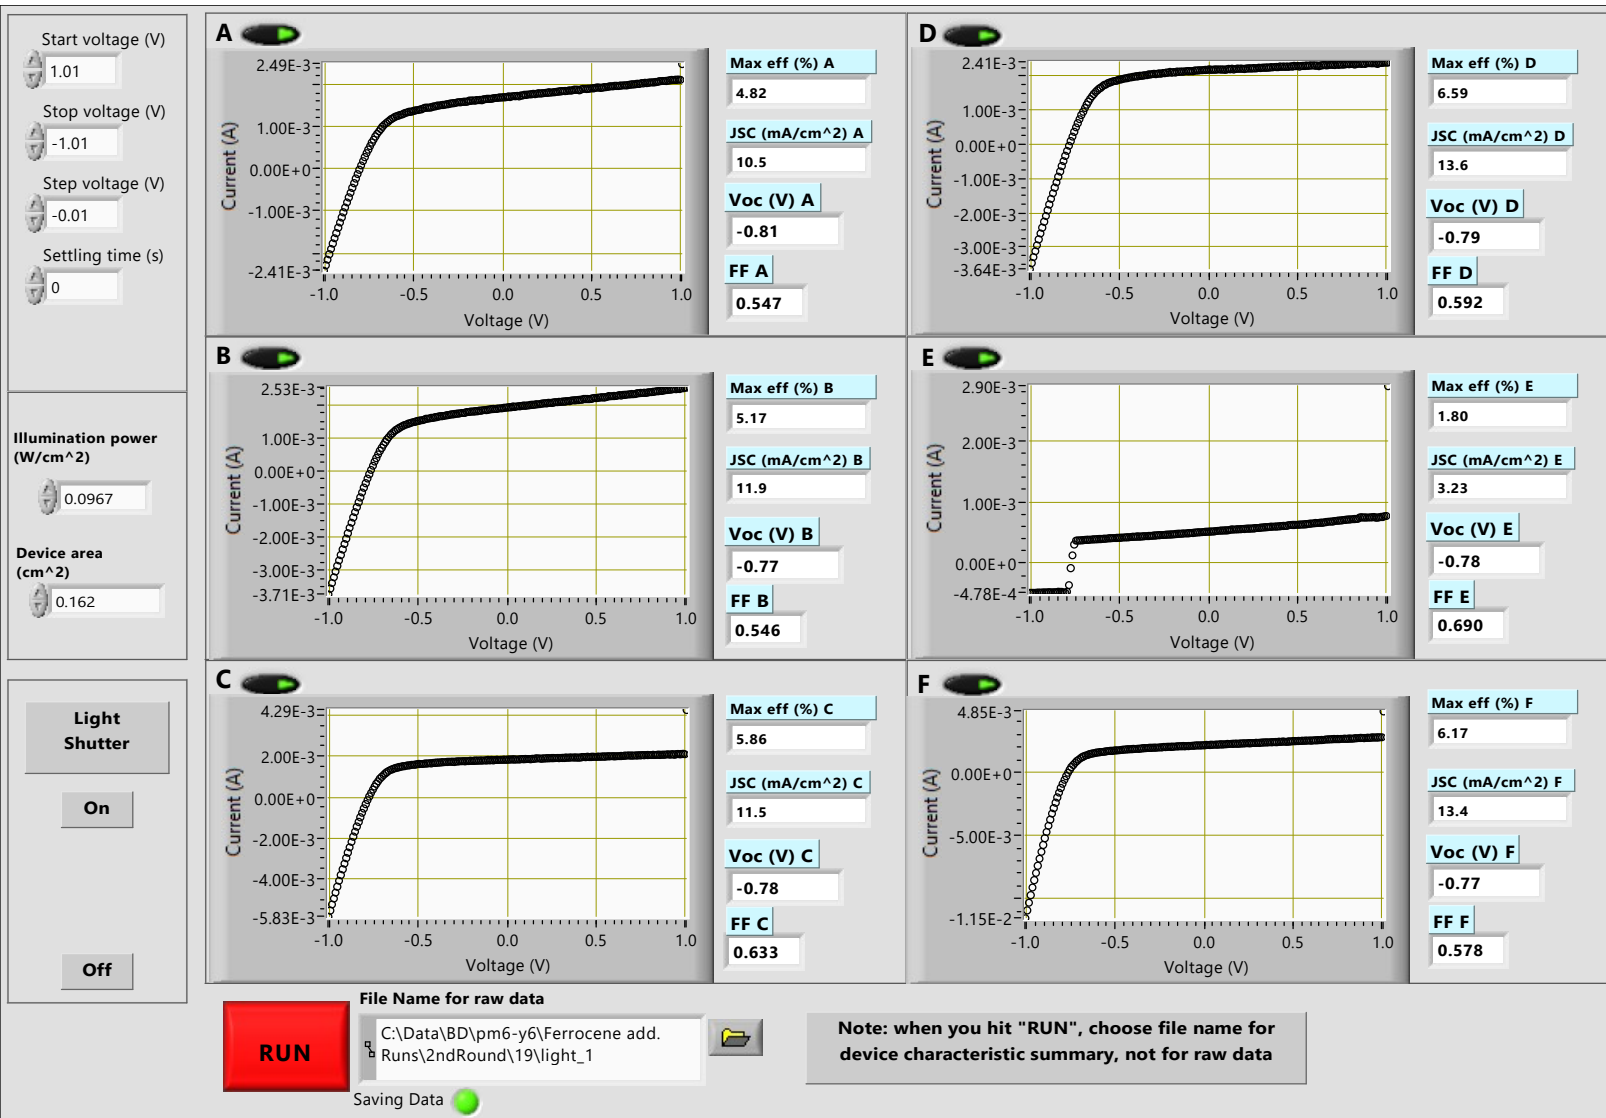 Start voltage (V)
1.01
Stop voltage (V)
-1.01
Step voltage (V)
-0.01
Settling time (s)
0
Illumination power
(W/cm^2)
0.0967
Device area
(cm^2)
0.162
Light
Shutter
On
Off
A
2.49E-3
1.00E-3
0.00E+0
-1.00E-3
-2.41E-3
Current (A)
-1.0 -0.5 0.0 0.5 1.0
Voltage (V)
Max eff (%) A
4.82
JSC (mA/cm^2) A
10.5
Voc (V) A
-0.81
FF A
0.547
B
2.53E-3
1.00E-3
0.00E+0
-1.00E-3
-2.00E-3
-3.00E-3
-3.71E-3
Current (A)
-1.0 -0.5 0.0 0.5 1.0
Voltage (V)
Max eff (%) B
5.17
JSC (mA/cm^2) B
11.9
Voc (V) B
-0.77
FF B
0.546
C
4.29E-3
2.00E-3
0.00E+0
-2.00E-3
-4.00E-3
-5.83E-3
Current (A)
-1.0 -0.5 0.0 0.5 1.0
Voltage (V)
Max eff (%) C
5.86
JSC (mA/cm^2) C
11.5
Voc (V) C
-0.78
FF C
0.633
D
2.41E-3
1.00E-3
0.00E+0
-1.00E-3
-2.00E-3
-3.00E-3
-3.64E-3
Current (A)
-1.0 -0.5 0.0 0.5 1.0
Voltage (V)
Max eff (%) D
6.59
JSC (mA/cm^2) D
13.6
Voc (V) D
-0.79
FF D
0.592
E
2.90E-3
2.00E-3
1.00E-3
0.00E+0
-4.78E-4
Current (A)
-1.0 -0.5 0.0 0.5 1.0
Voltage (V)
Max eff (%) E
1.80
JSC (mA/cm^2) E
3.23
Voc (V) E
-0.78
FF E
0.690
F
4.85E-3
0.00E+0
-5.00E-3
-1.15E-2
Current (A)
-1.0 -0.5 0.0 0.5 1.0
Voltage (V)
Max eff (%) F
6.17
JSC (mA/cm^2) F
13.4
Voc (V) F
-0.77
FF F
0.578
RUN
File Name for raw data
C:\Data\BD\pm6-y6\Ferrocene add.
Runs\2ndRound\19\light_1
Saving Data
Note: when you hit "RUN", choose file name for
device characteristic summary, not for raw data